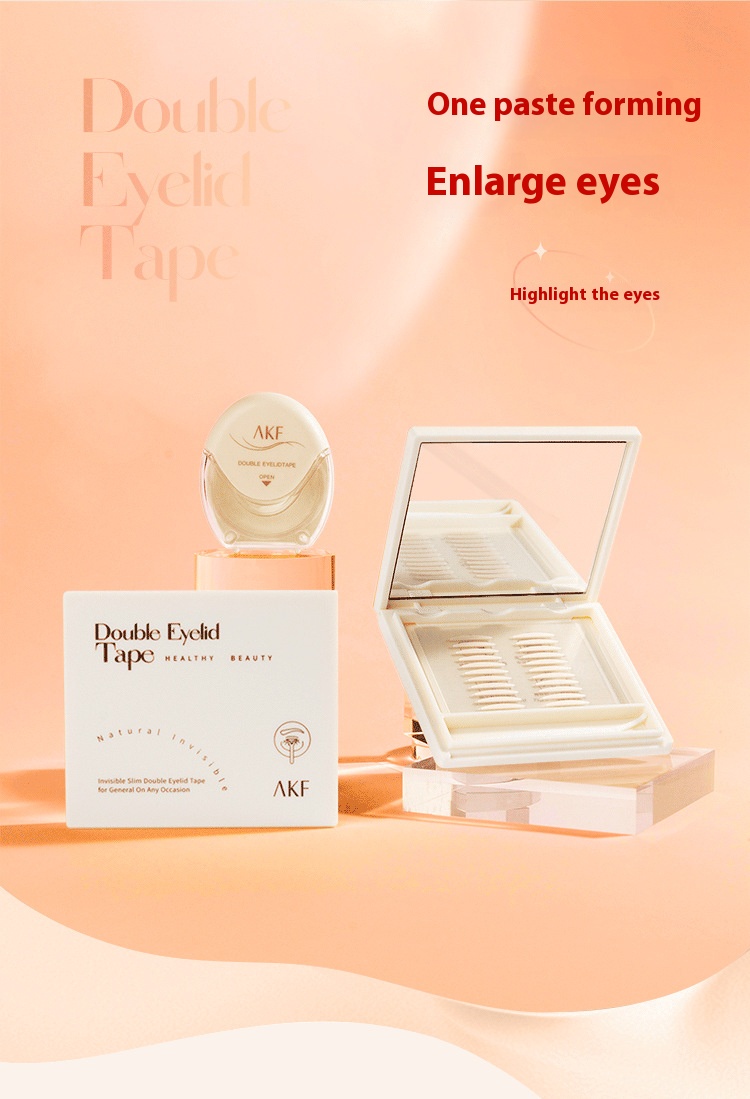 Double
Eyelid
Tape
One paste forming
Enlarge eyes
Highlight the eyes
AKF
DOUBLE EYELIDTAPE
OPEN
Double Eyelid
Tape HEALTHY BEAUTY
Natural Invisible
Invisible Slim Double Eyelid Tape
for General On Any Occasion
AKF